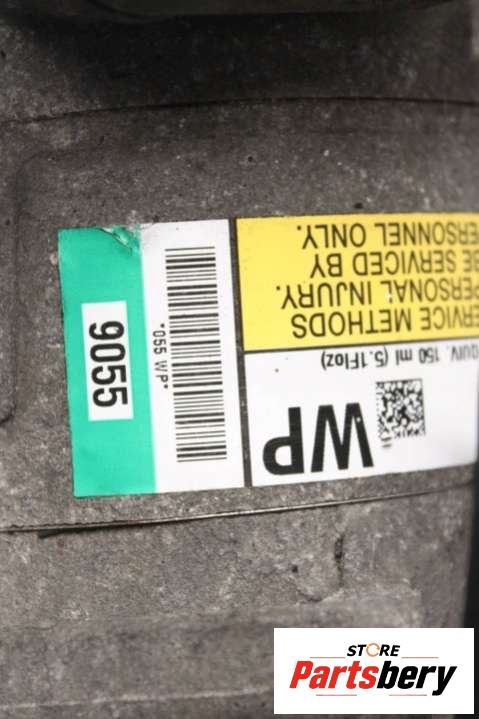 9055
*055 WP*
ERVICE METHODS
PERSONAL INJURY.
BE SERVICED BY
ERSONNEL ONLY.
QUIV. 150 ml (5.1Floz)
WP
STORE
Partsbery